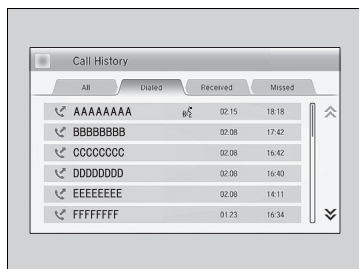 Call History
All Dialed Received Missed
AAAAAAAA 02.15 18:18
BBBBBBBB 02.08 17:42
CCCCCCCC 02.08 16:42
DDDDDDDD 02.08 16:40
EEEEEEEE 02.08 14:11
FFFFFFFF 01.23 16:34